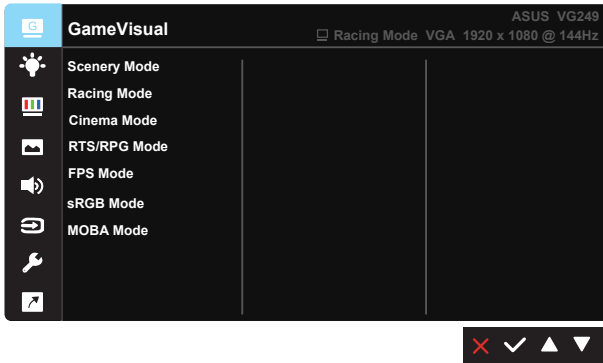 G
GameVisual
ASUS VG249
Racing Mode VGA 1920 x 1080 @ 144Hz
Scenery Mode
Racing Mode
Cinema Mode
RTS/RPG Mode
FPS Mode
sRGB Mode
MOBA Mode